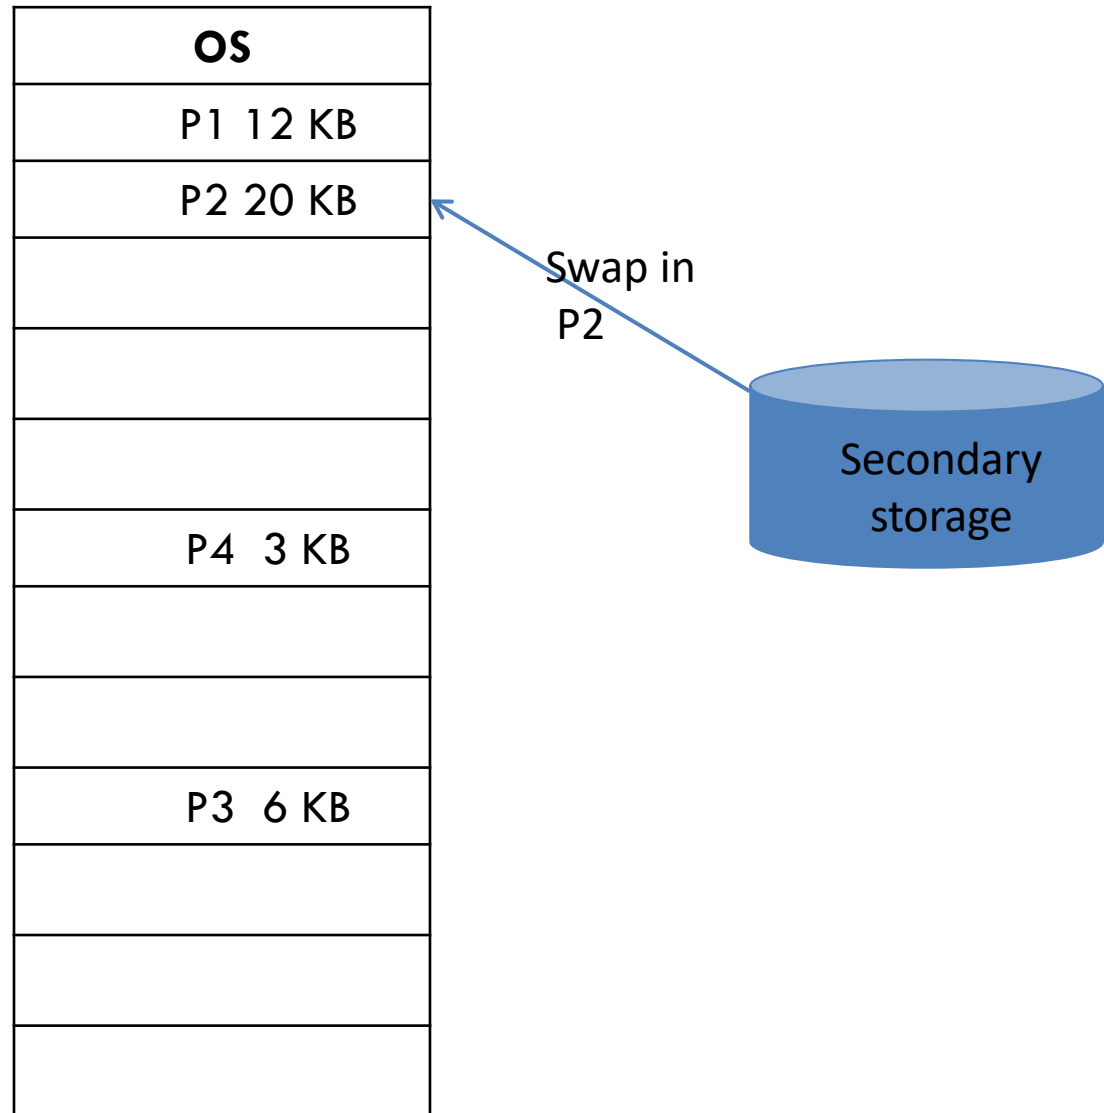 OS
P1 12 KB
P2 20 KB
Swap in
P2
Secondary
storage
P4 3 KB
P3 6 KB